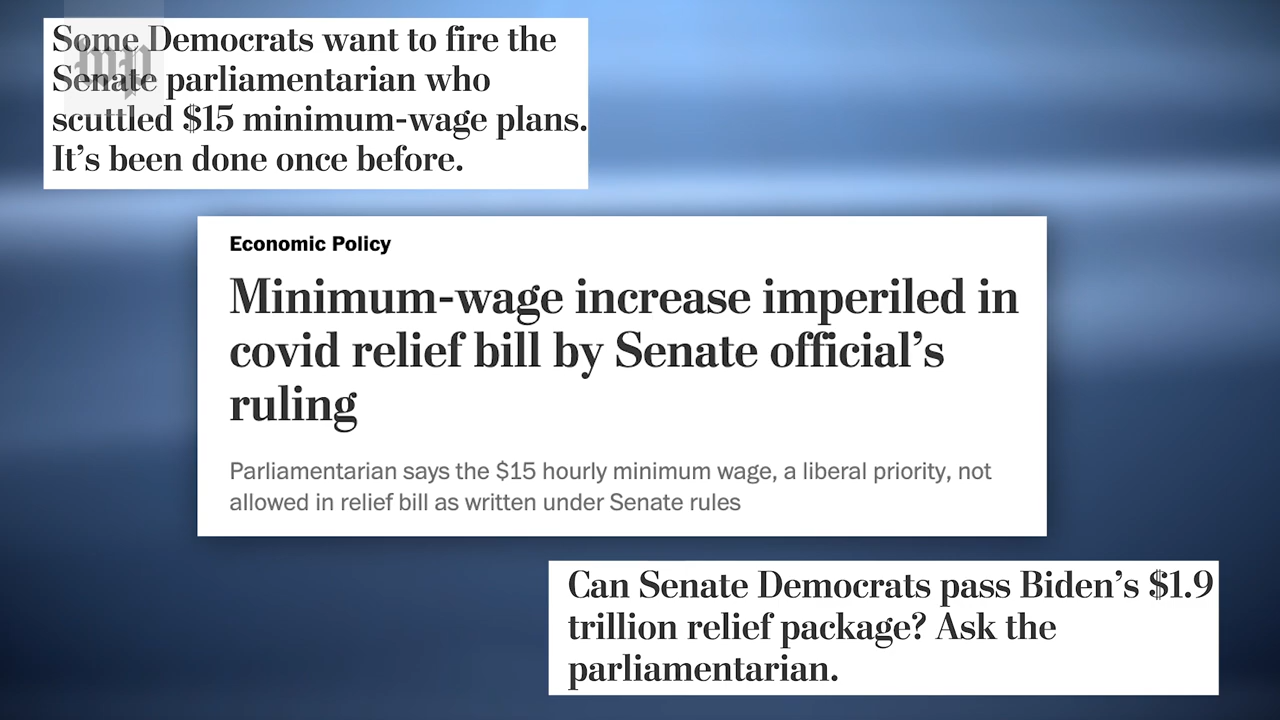 Some Democrats want to fire the
Senate parliamentarian who
scuttled $15 minimum-wage plans.
It’s been done once before.
wp
Economic Policy
Minimum-wage increase imperiled in
covid relief bill by Senate official’s
ruling
Parliamentarian says the $15 hourly minimum wage, a liberal priority, not
allowed in relief bill as written under Senate rules
Can Senate Democrats pass Biden’s $1.9
trillion relief package? Ask the
parliamentarian.